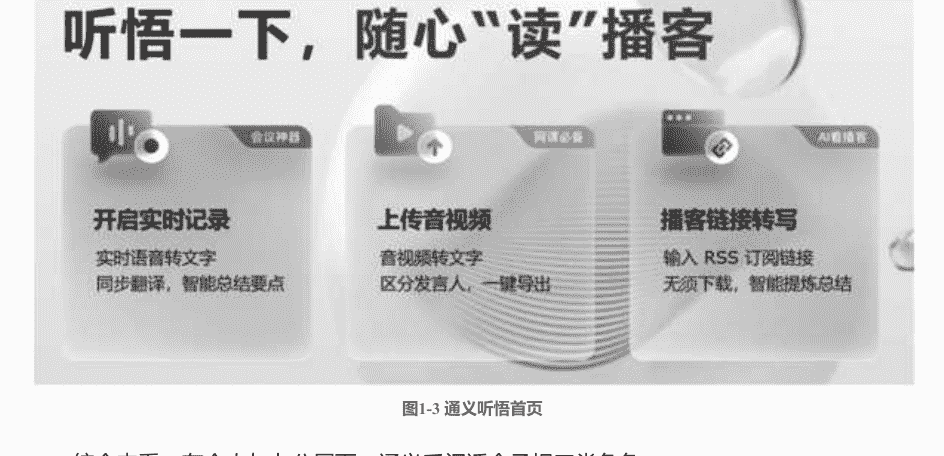 听悟一下，随心“读”播客
会议神器
网课必备
AI看播客
开启实时记录
实时语音转文字
同步翻译，智能总结要点
上传音视频
音视频转文字
区分发言人，一键导出
播客链接转写
输入 RSS 订阅链接
无须下载，智能提炼总结
图1-3 通义听悟首页